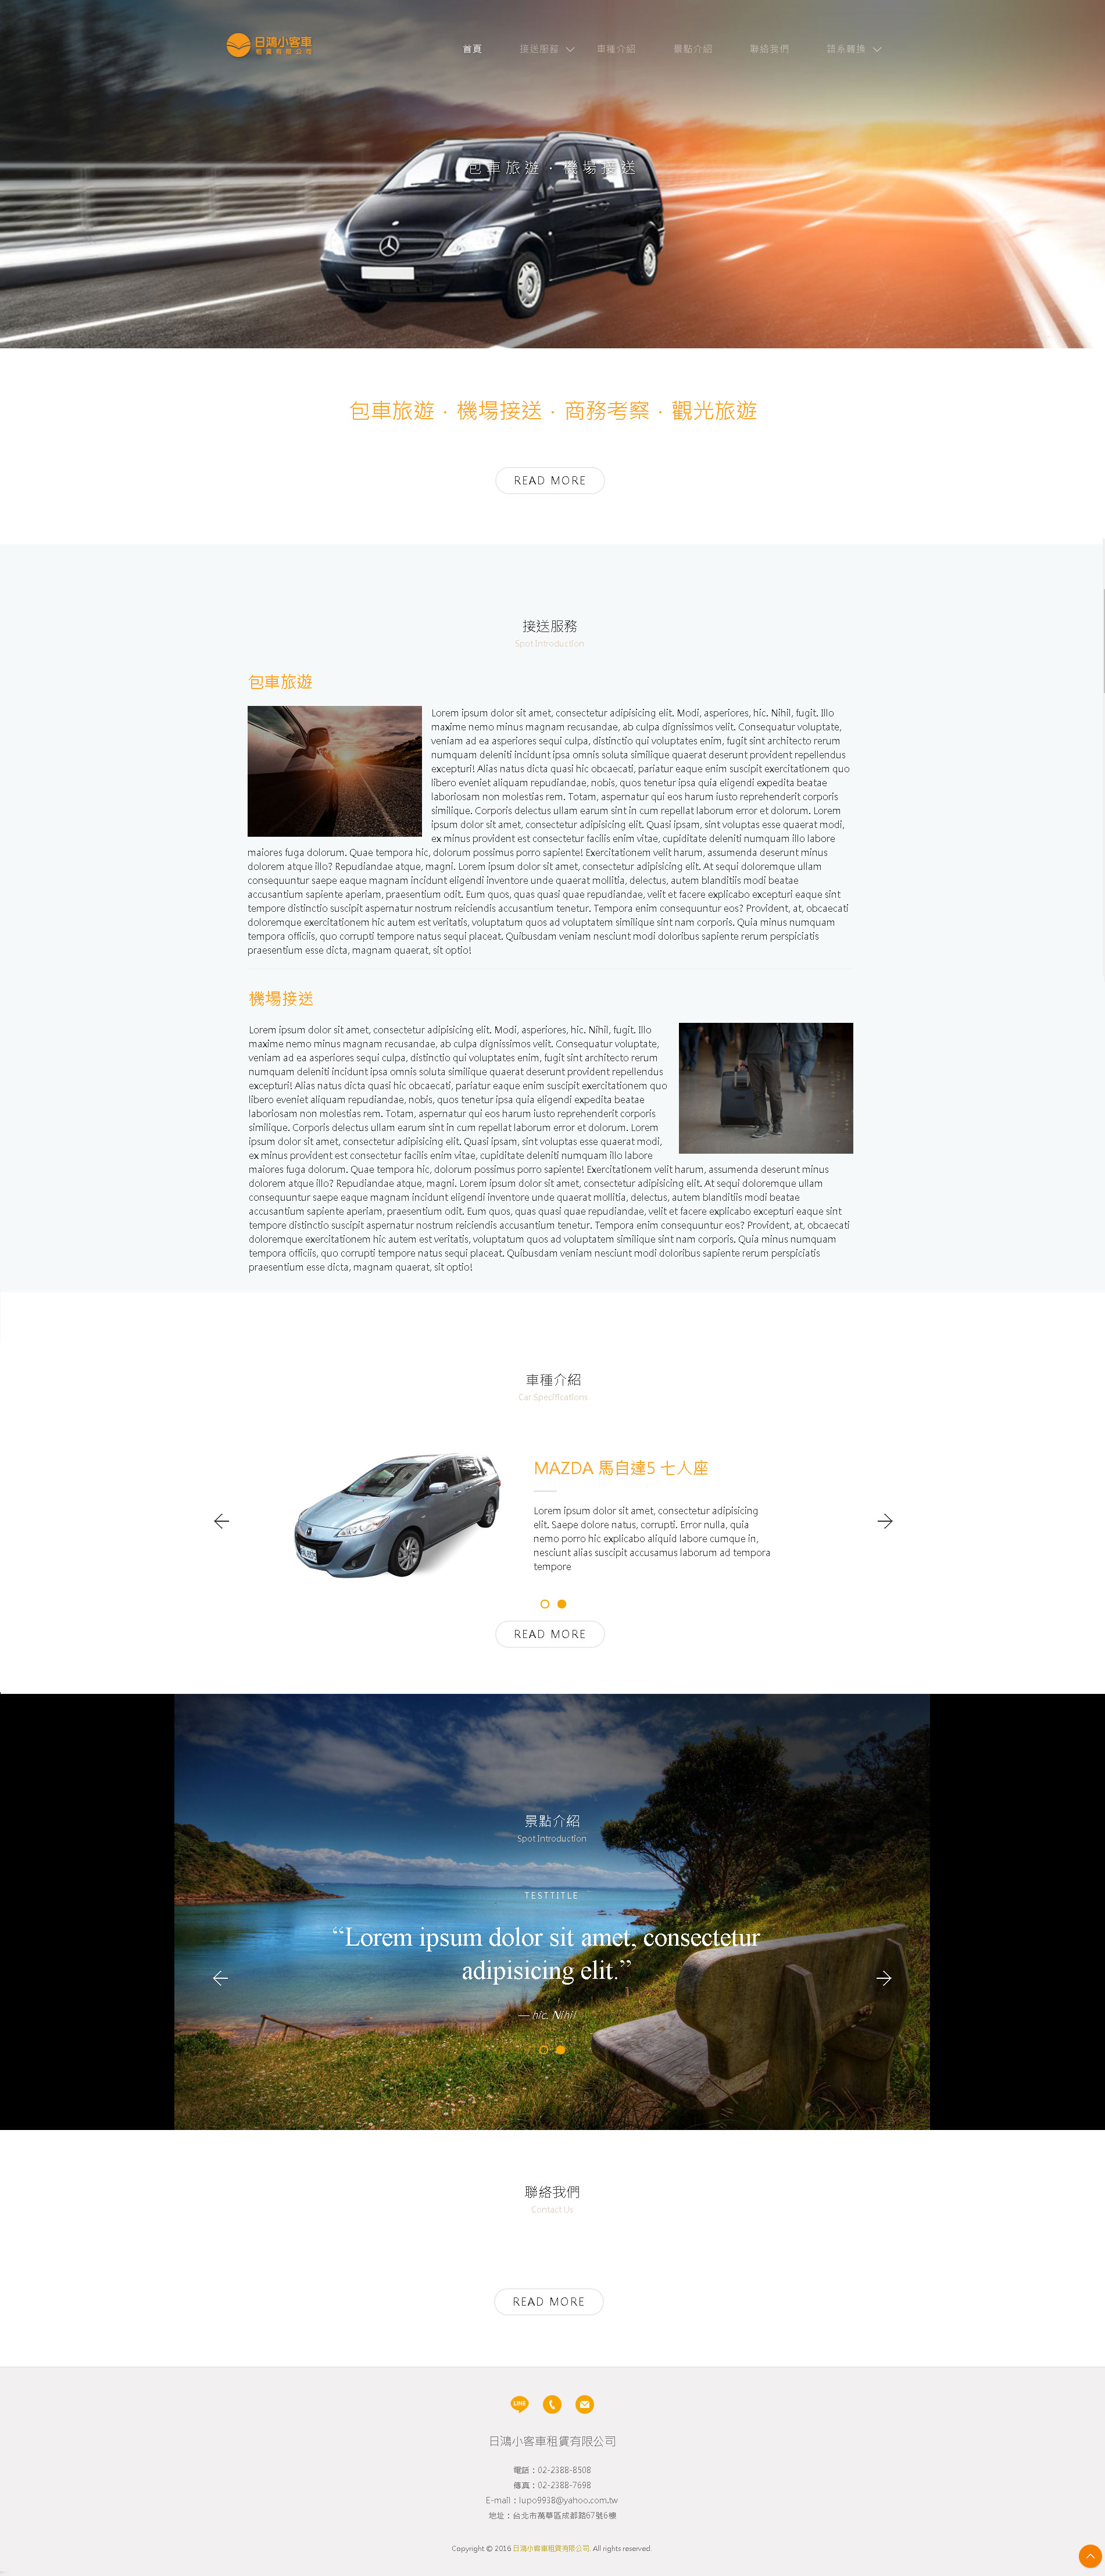 日鴻小客車
租賃有限公司
首頁 接送服務 車種介紹 景點介紹 聯絡我們 語系轉換
包車旅遊 · 機場接送
包車旅遊 · 機場接送 · 商務考察 · 觀光旅遊
READ MORE
接送服務
Spot Introduction
包車旅遊
Lorem ipsum dolor sit amet, consectetur adipisicing elit. Modi, asperiores, hic. Nihil, fugit. Illo
maxime nemo minus magnam recusandae, ab culpa dignissimos velit. Consequatur voluptate,
veniam ad ea asperiores sequi culpa, distinctio qui voluptates enim, fugit sint architecto rerum
numquam deleniti incidunt ipsa omnis soluta similique quaerat deserunt provident repellendus
excepturi! Alias natus dicta quasi hic obcaecati, pariatur eaque enim suscipit exercitationem quo
libero eveniet aliquam repudiandae, nobis, quos tenetur ipsa quia eligendi expedita beatae
laboriosam non molestias rem. Totam, aspernatur qui eos harum iusto reprehenderit corporis
similique. Corporis delectus ullam earum sint in cum repellat laborum error et dolorum. Lorem
ipsum dolor sit amet, consectetur adipisicing elit. Quasi ipsam, sint voluptas esse quaerat modi,
ex minus provident est consectetur facilis enim vitae, cupiditate deleniti numquam illo labore
maiores fuga dolorum. Quae tempora hic, dolorum possimus porro sapiente! Exercitationem velit harum, assumenda deserunt minus
dolorem atque illo? Repudiandae atque, magni. Lorem ipsum dolor sit amet, consectetur adipisicing elit. At sequi doloremque ullam
consequuntur saepe eaque magnam incidunt eligendi inventore unde quaerat mollitia, delectus, autem blanditiis modi beatae
accusantium sapiente aperiam, praesentium odit. Eum quos, quas quasi quae repudiandae, velit et facere explicabo excepturi eaque sint
tempore distinctio suscipit aspernatur nostrum reiciendis accusantium tenetur. Tempora enim consequuntur eos? Provident, at, obcaecati
doloremque exercitationem hic autem est veritatis, voluptatum quos ad voluptatem similique sint nam corporis. Quia minus numquam
tempora officiis, quo corrupti tempore natus sequi placeat. Quibusdam veniam nesciunt modi doloribus sapiente rerum perspiciatis
praesentium esse dicta, magnam quaerat, sit optio!
機場接送
Lorem ipsum dolor sit amet, consectetur adipisicing elit. Modi, asperiores, hic. Nihil, fugit. Illo
maxime nemo minus magnam recusandae, ab culpa dignissimos velit. Consequatur voluptate,
veniam ad ea asperiores sequi culpa, distinctio qui voluptates enim, fugit sint architecto rerum
numquam deleniti incidunt ipsa omnis soluta similique quaerat deserunt provident repellendus
excepturi! Alias natus dicta quasi hic obcaecati, pariatur eaque enim suscipit exercitationem quo
libero eveniet aliquam repudiandae, nobis, quos tenetur ipsa quia eligendi expedita beatae
laboriosam non molestias rem. Totam, aspernatur qui eos harum iusto reprehenderit corporis
similique. Corporis delectus ullam earum sint in cum repellat laborum error et dolorum. Lorem
ipsum dolor sit amet, consectetur adipisicing elit. Quasi ipsam, sint voluptas esse quaerat modi,
ex minus provident est consectetur facilis enim vitae, cupiditate deleniti numquam illo labore
maiores fuga dolorum. Quae tempora hic, dolorum possimus porro sapiente! Exercitationem velit harum, assumenda deserunt minus
dolorem atque illo? Repudiandae atque, magni. Lorem ipsum dolor sit amet, consectetur adipisicing elit. At sequi doloremque ullam
consequuntur saepe eaque magnam incidunt eligendi inventore unde quaerat mollitia, delectus, autem blanditiis modi beatae
accusantium sapiente aperiam, praesentium odit. Eum quos, quas quasi quae repudiandae, velit et facere explicabo excepturi eaque sint
tempore distinctio suscipit aspernatur nostrum reiciendis accusantium tenetur. Tempora enim consequuntur eos? Provident, at, obcaecati
doloremque exercitationem hic autem est veritatis, voluptatum quos ad voluptatem similique sint nam corporis. Quia minus numquam
tempora officiis, quo corrupti tempore natus sequi placeat. Quibusdam veniam nesciunt modi doloribus sapiente rerum perspiciatis
praesentium esse dicta, magnam quaerat, sit optio!
車種介紹
Car Specifications
MAZDA 馬自達5 七人座
Lorem ipsum dolor sit amet, consectetur adipisicing
elit. Saepe dolore natus, corrupti. Error nulla, quia
nemo porro hic explicabo aliquid labore cumque in,
nesciunt alias suscipit accusamus laborum ad tempora
tempore
READ MORE
景點介紹
Spot Introduction
TESTTITLE
“Lorem ipsum dolor sit amet, consectetur
adipisicing elit.”
— hic. Nihil
聯絡我們
Contact Us
READ MORE
LINE
日鴻小客車租賃有限公司
電話：02-2388-8508
傳真：02-2388-7698
E-mail：lupo9938@yahoo.com.tw
地址：台北市萬華區成都路67號6樓
Copyright © 2016 日鴻小客車租賃有限公司. All rights reserved.